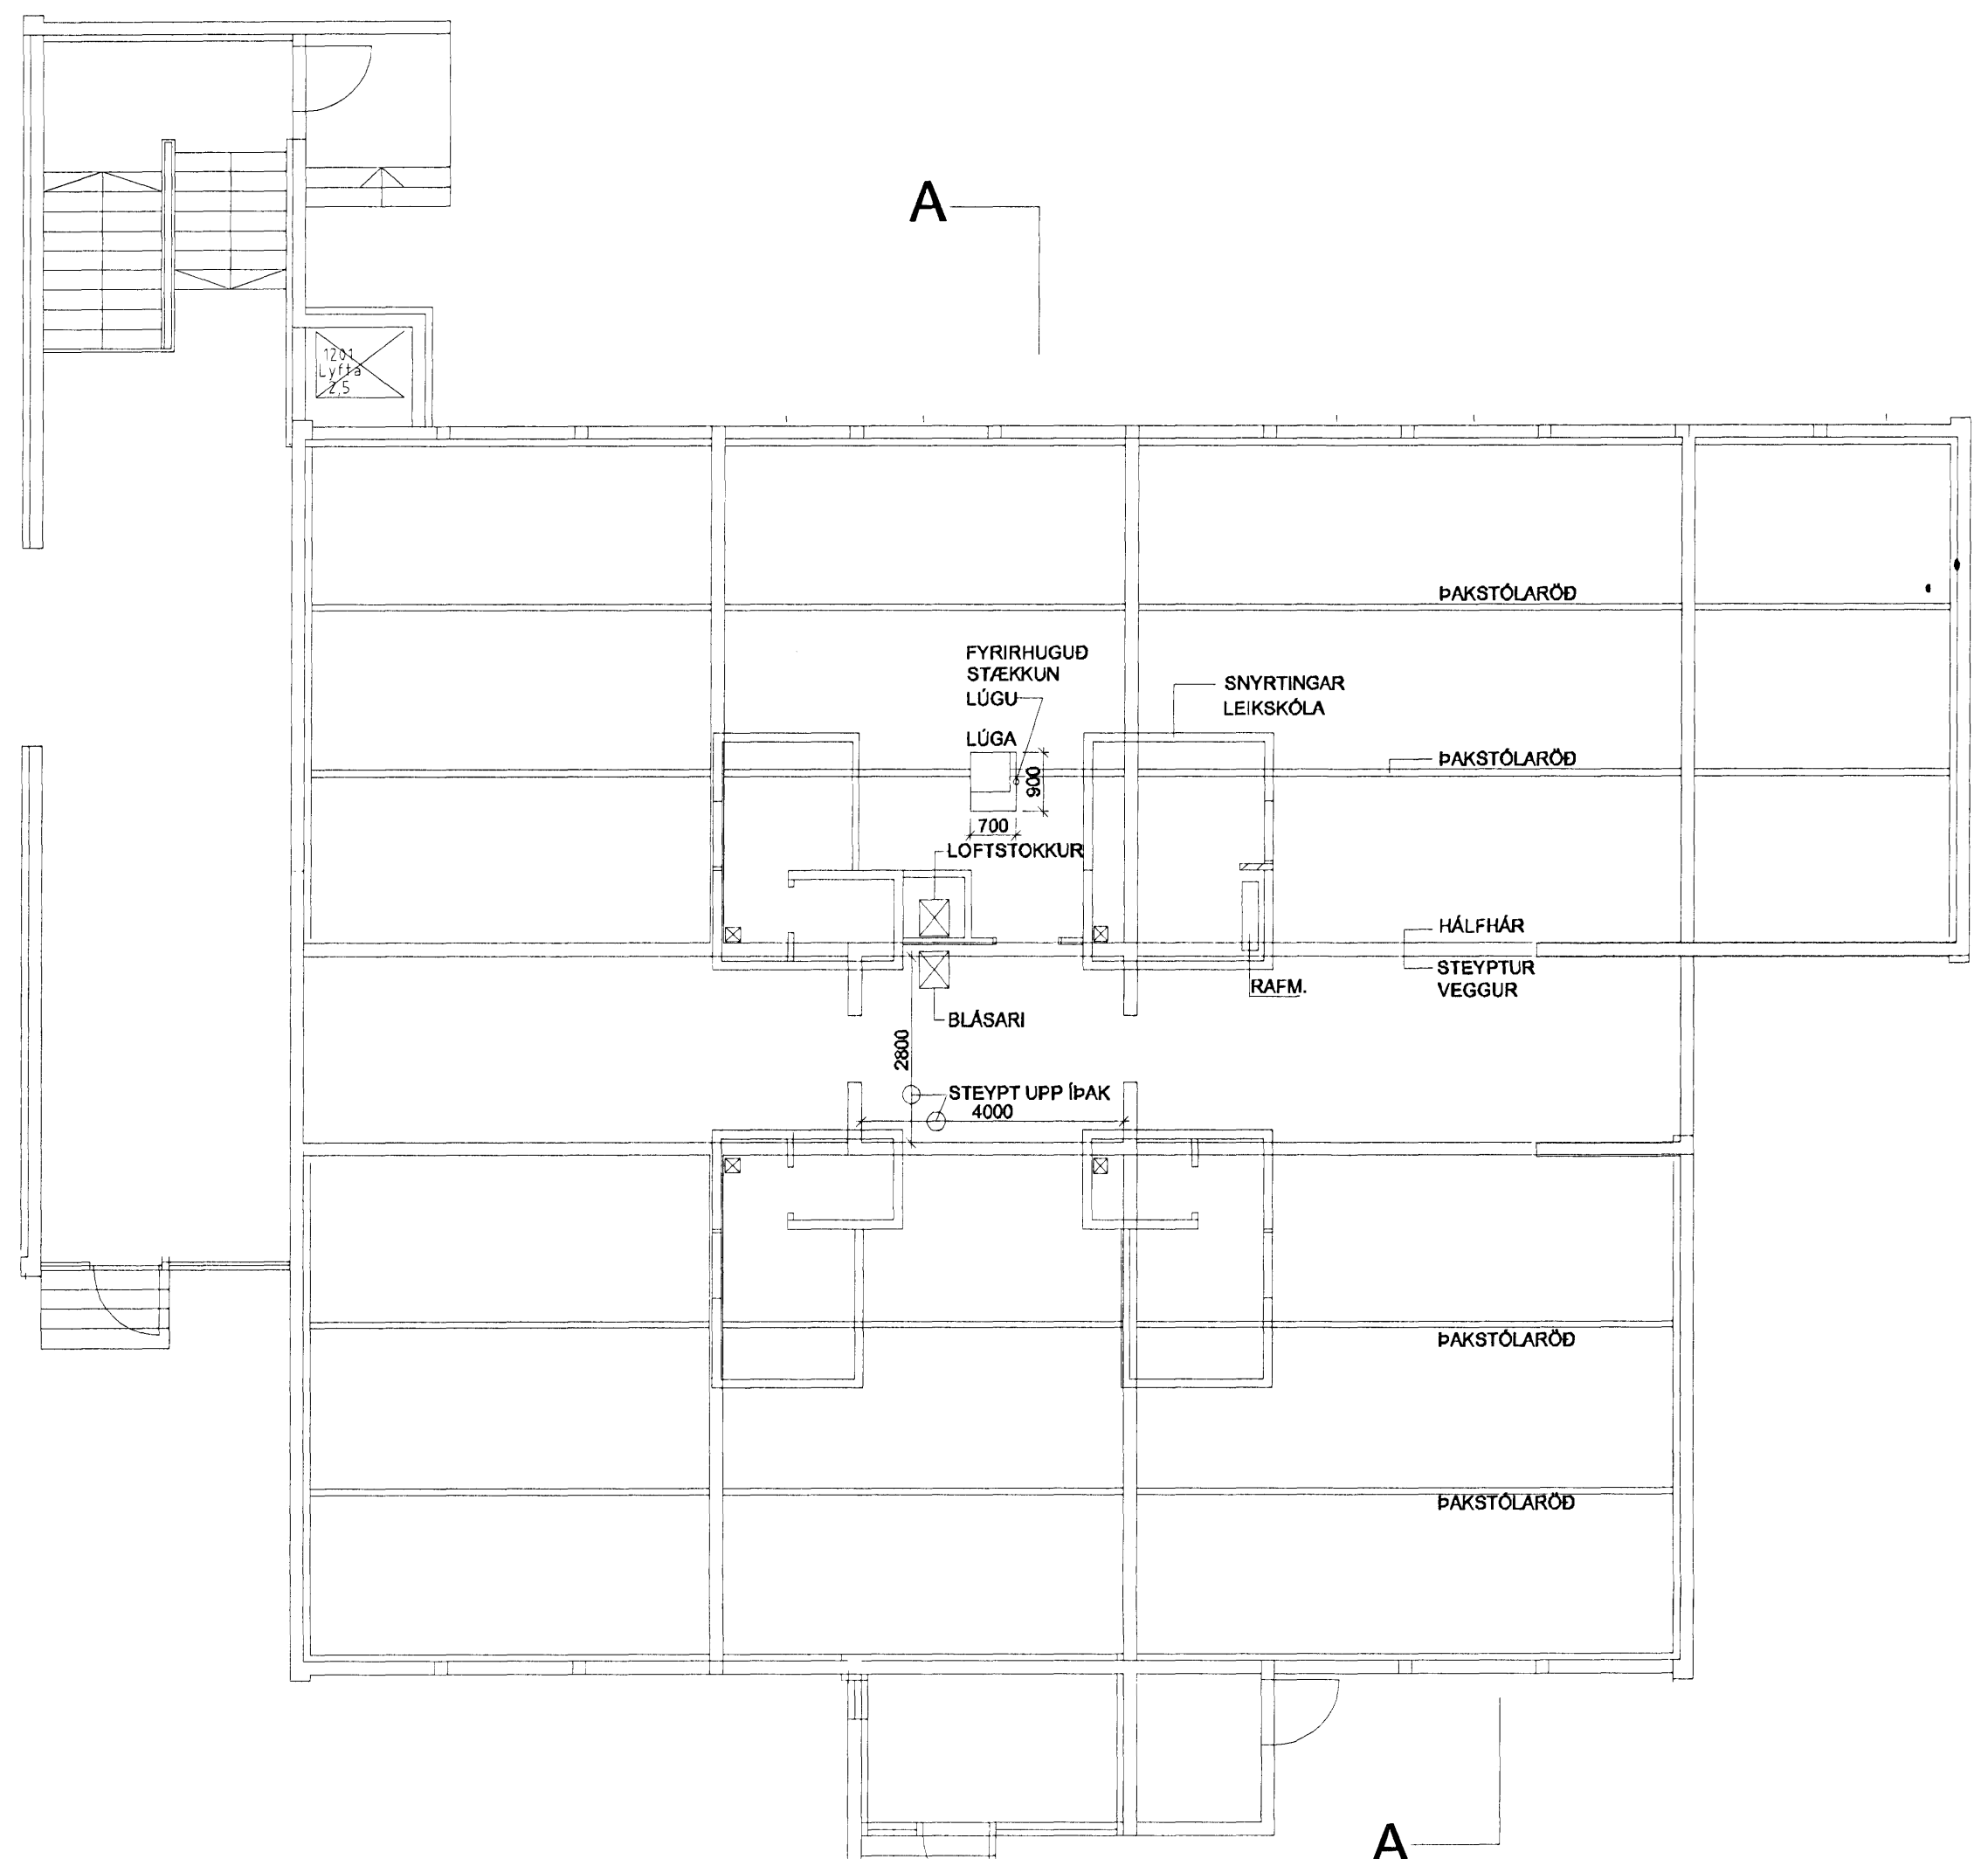 A
1201
Lyfta
2,5
ÞAKSTÓLARÖÐ
FYRIRHUGUÐ
STÆKKUN
LÚGU
SNYRTINGAR
LEIKSKÓLA
LÚGA
ÞAKSTÓLARÖÐ
900
700
LOFTSTOKKUR
HÁLFHÁR
STEYPTUR
VEGGUR
RAFM.
BLÁSARI
2800
STEYPT UPP ÍÞAK
4000
ÞAKSTÓLARÖÐ
ÞAKSTÓLARÖÐ
A